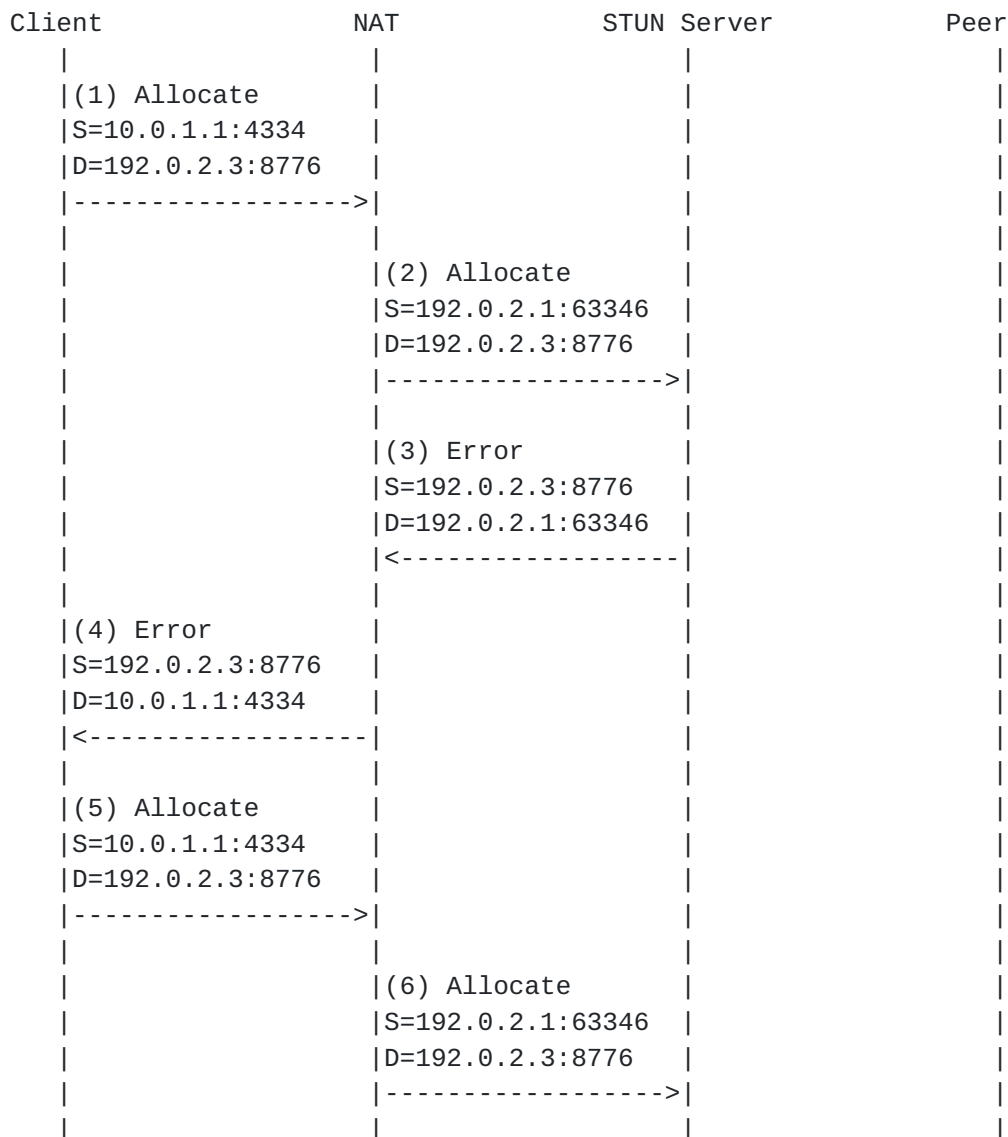 Client                NAT             STUN Server         Peer
   |                   |                   |                   |
   |(1) Allocate       |                   |                   |
   |S=10.0.1.1:4334    |                   |                   |
   |D=192.0.2.3:8776   |                   |                   |
   |------------------>|                   |                   |
   |                   |                   |                   |
   |                   |(2) Allocate       |                   |
   |                   |S=192.0.2.1:63346  |                   |
   |                   |D=192.0.2.3:8776   |                   |
   |                   |------------------>|                   |
   |                   |                   |                   |
   |                   |(3) Error          |                   |
   |                   |S=192.0.2.3:8776   |                   |
   |                   |D=192.0.2.1:63346  |                   |
   |                   |<------------------|                   |
   |                   |                   |                   |
   |(4) Error          |                   |                   |
   |S=192.0.2.3:8776   |                   |                   |
   |D=10.0.1.1:4334    |                   |                   |
   |<------------------|                   |                   |
   |                   |                   |                   |
   |(5) Allocate       |                   |                   |
   |S=10.0.1.1:4334    |                   |                   |
   |D=192.0.2.3:8776   |                   |                   |
   |------------------>|                   |                   |
   |                   |                   |                   |
   |                   |(6) Allocate       |                   |
   |                   |S=192.0.2.1:63346  |                   |
   |                   |D=192.0.2.3:8776   |                   |
   |                   |------------------>|                   |
   |                   |                   |                   |